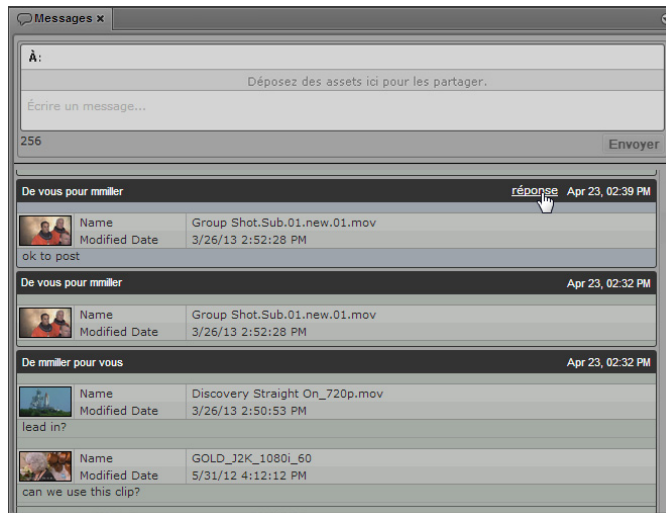 Messages x
À:
Déposez des assets ici pour les partager.
Écrire un message...
256 Envoyer
De vous pour mmiller réponse Apr 23, 02:39 PM
Name Group Shot.Sub.01.new.01.mov
Modified Date 3/26/13 2:52:28 PM
ok to post
De vous pour mmiller Apr 23, 02:32 PM
Name Group Shot.Sub.01.new.01.mov
Modified Date 3/26/13 2:52:28 PM
De mmiller pour vous Apr 23, 02:32 PM
Name Discovery Straight On_720p.mov
Modified Date 3/26/13 2:50:53 PM
lead in?
Name GOLD_J2K_1080i_60
Modified Date 5/31/12 4:12:12 PM
can we use this clip?